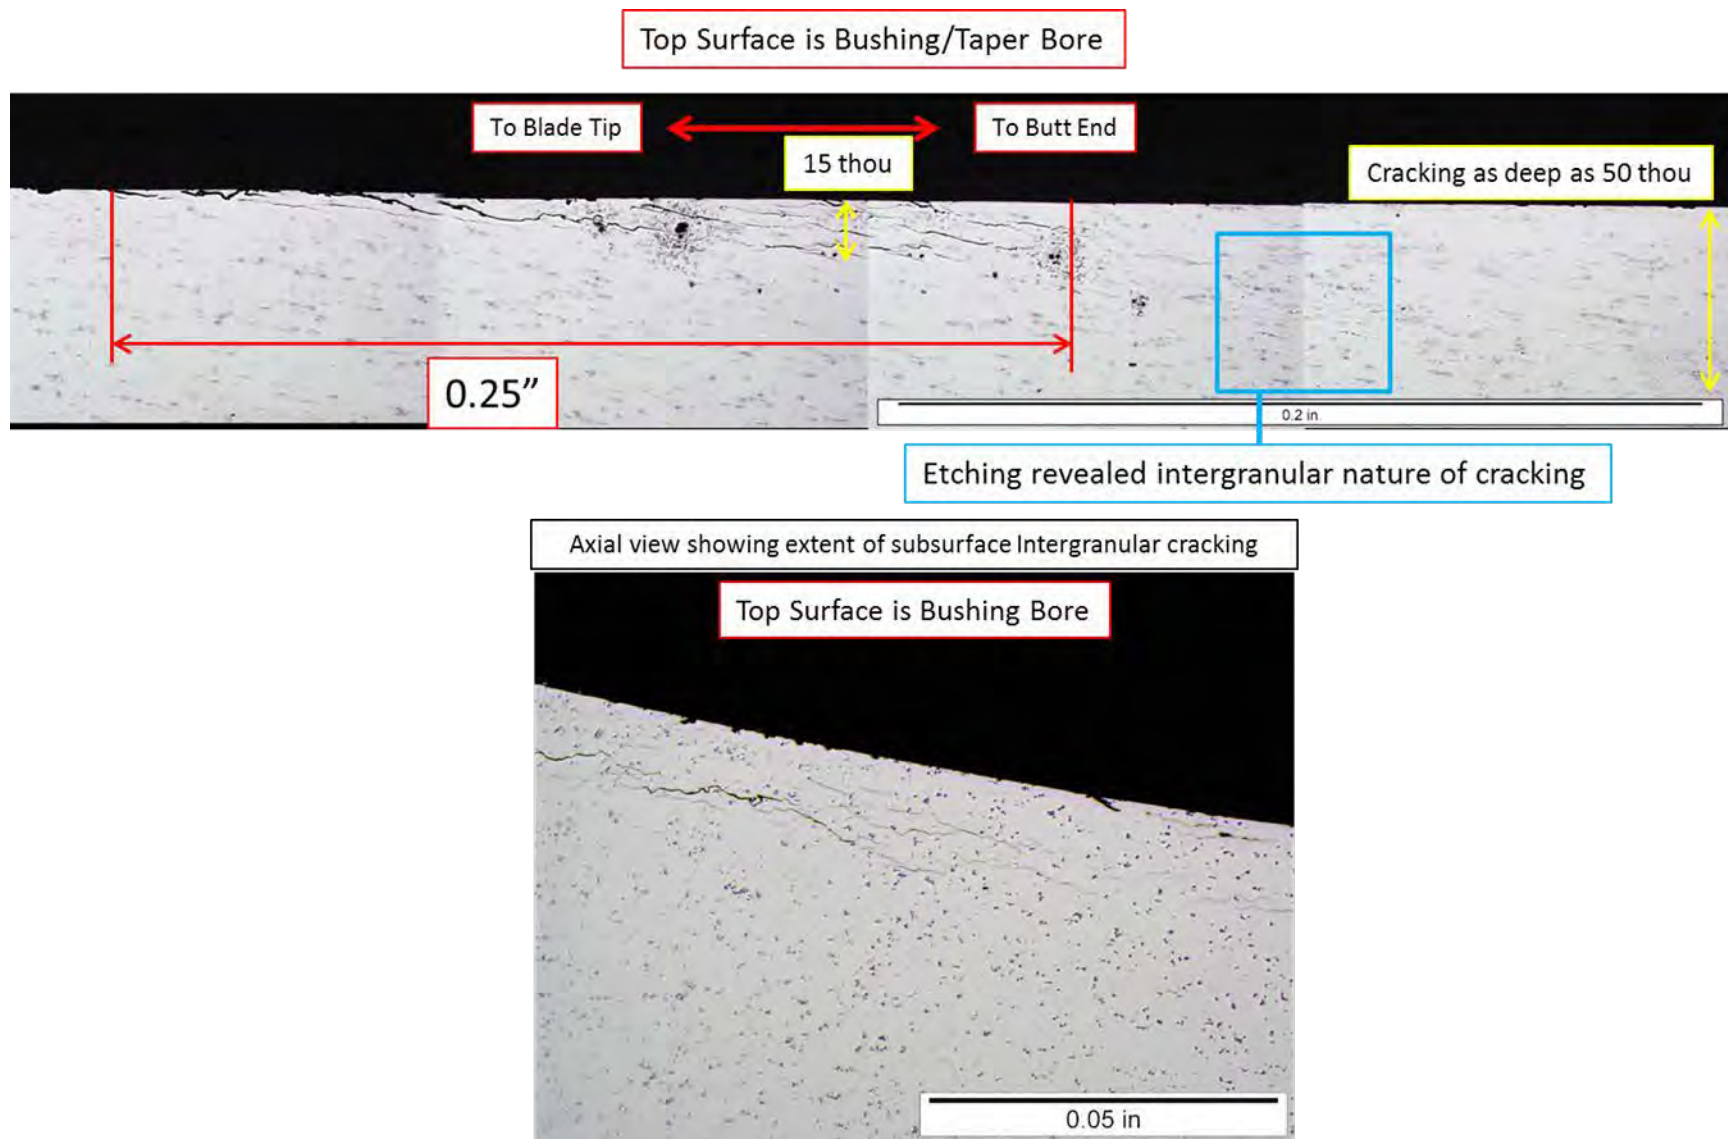 Top Surface is Bushing/Taper Bore
To Blade Tip
To Butt End
15 thou
Cracking as deep as 50 thou
0.25”
0.2 in
Etching revealed intergranular nature of cracking
Axial view showing extent of subsurface Intergranular cracking
Top Surface is Bushing Bore
0.05 in